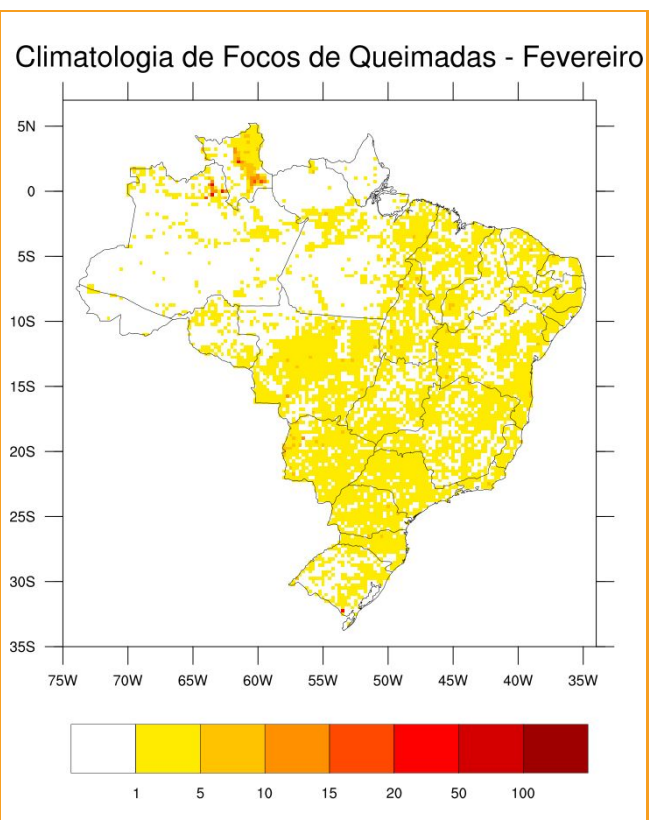 Climatologia de Focos de Queimadas - Fevereiro
5N
0
5S
10S
15S
20S
25S
30S
35S
75W 70W 65W 60W 55W 50W 45W 40W 35W
1 5 10 15 20 50 100